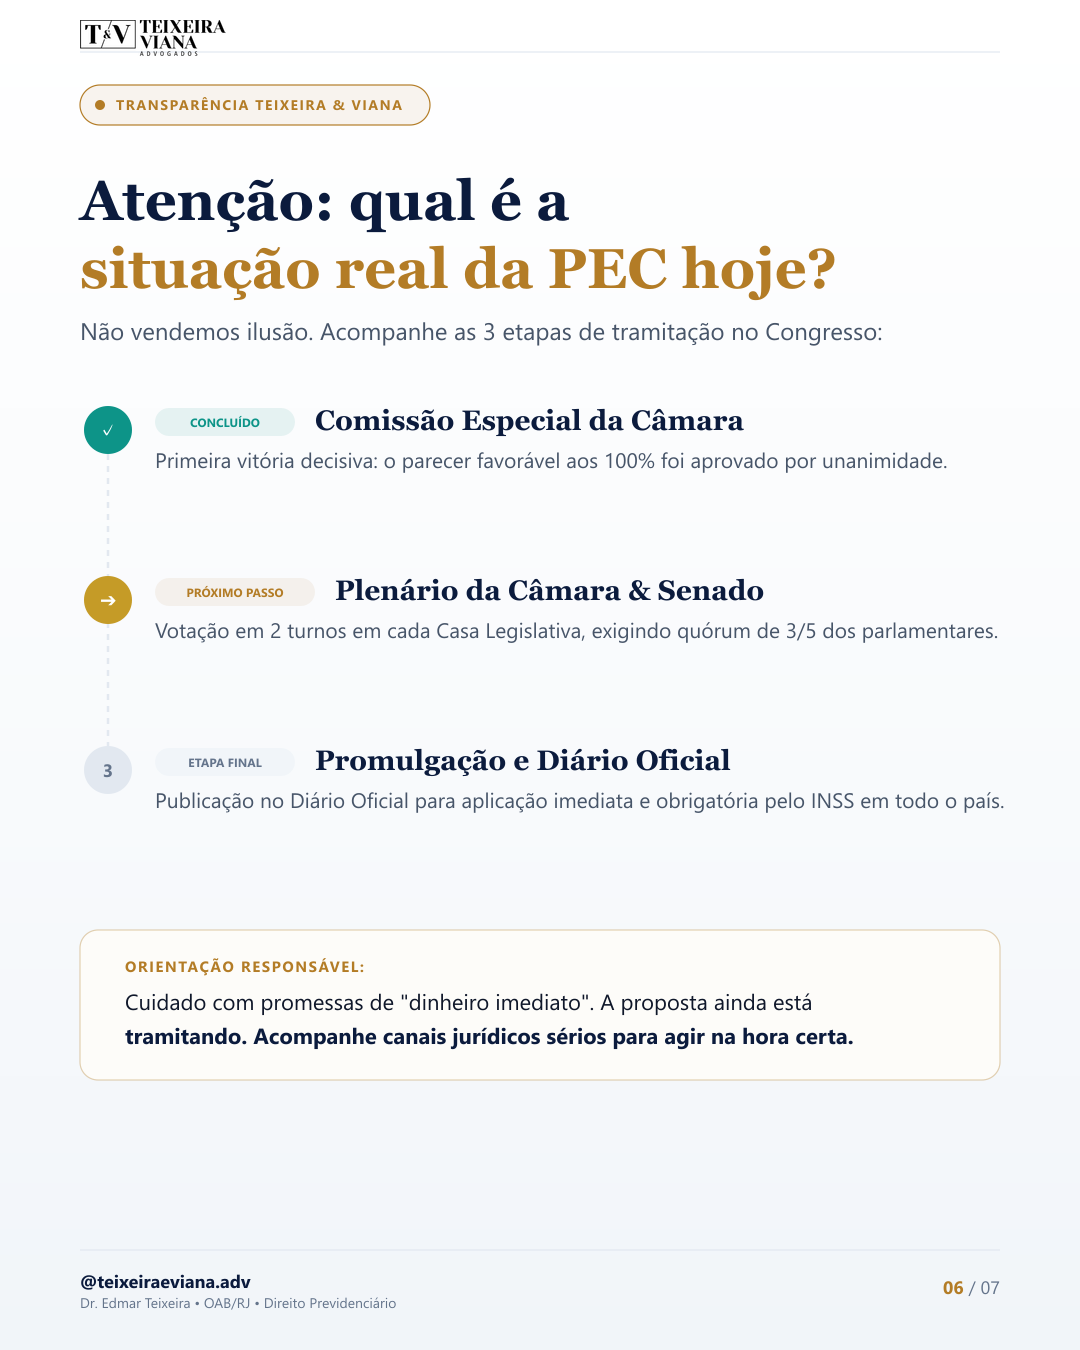 T&V TEIXEIRA
VIANA
ADVOGADOS
TRANSPARÊNCIA TEIXEIRA & VIANA
Atenção: qual é a
situação real da PEC hoje?
Não vendemos ilusão. Acompanhe as 3 etapas de tramitação no Congresso:
✓ CONCLUÍDO Comissão Especial da Câmara
Primeira vitória decisiva: o parecer favorável aos 100% foi aprovado por unanimidade.
➔ PRÓXIMO PASSO Plenário da Câmara & Senado
Votação em 2 turnos em cada Casa Legislativa, exigindo quórum de 3/5 dos parlamentares.
3 ETAPA FINAL Promulgação e Diário Oficial
Publicação no Diário Oficial para aplicação imediata e obrigatória pelo INSS em todo o país.
ORIENTAÇÃO RESPONSÁVEL:
Cuidado com promessas de "dinheiro imediato". A proposta ainda está
tramitando. Acompanhe canais jurídicos sérios para agir na hora certa.
@teixeiraeviana.adv
Dr. Edmar Teixeira • OAB/RJ • Direito Previdenciário
06 / 07